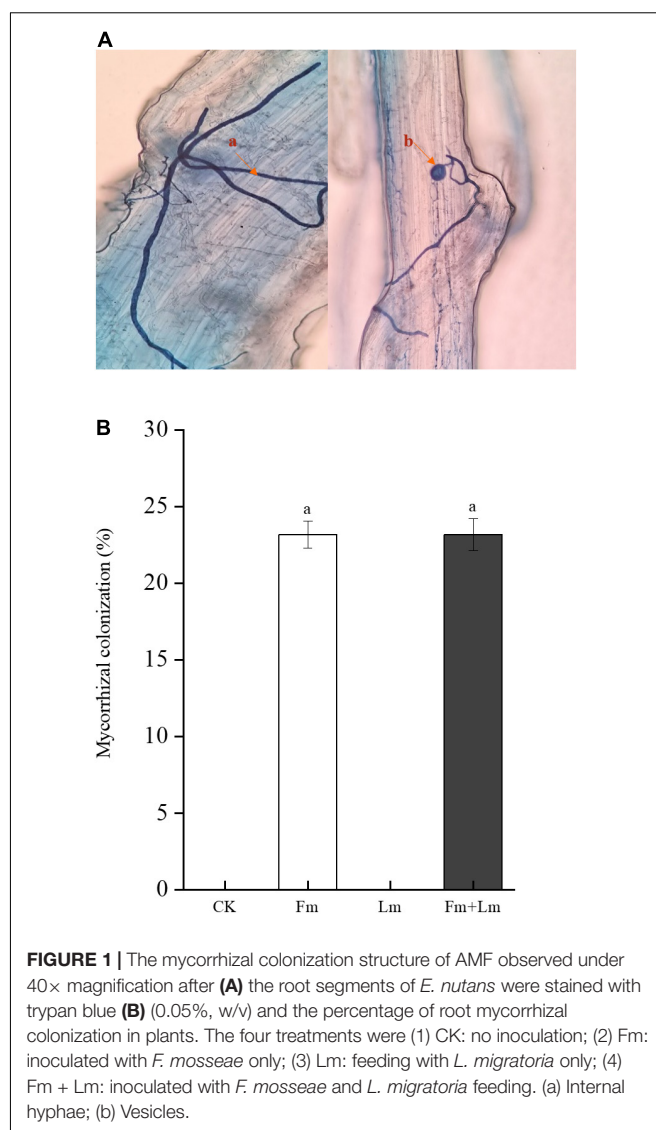 A
a
b
B
30
25
20
15
10
5
0
Mycorrhizal colonization (%)
a
a
CK Fm Lm Fm+Lm
FIGURE 1 | The mycorrhizal colonization structure of AMF observed under
40× magnification after (A) the root segments of E. nutans were stained with
trypan blue (B) (0.05%, w/v) and the percentage of root mycorrhizal
colonization in plants. The four treatments were (1) CK: no inoculation; (2) Fm:
inoculated with F. mosseae only; (3) Lm: feeding with L. migratoria only; (4)
Fm + Lm: inoculated with F. mosseae and L. migratoria feeding. (a) Internal
hyphae; (b) Vesicles.